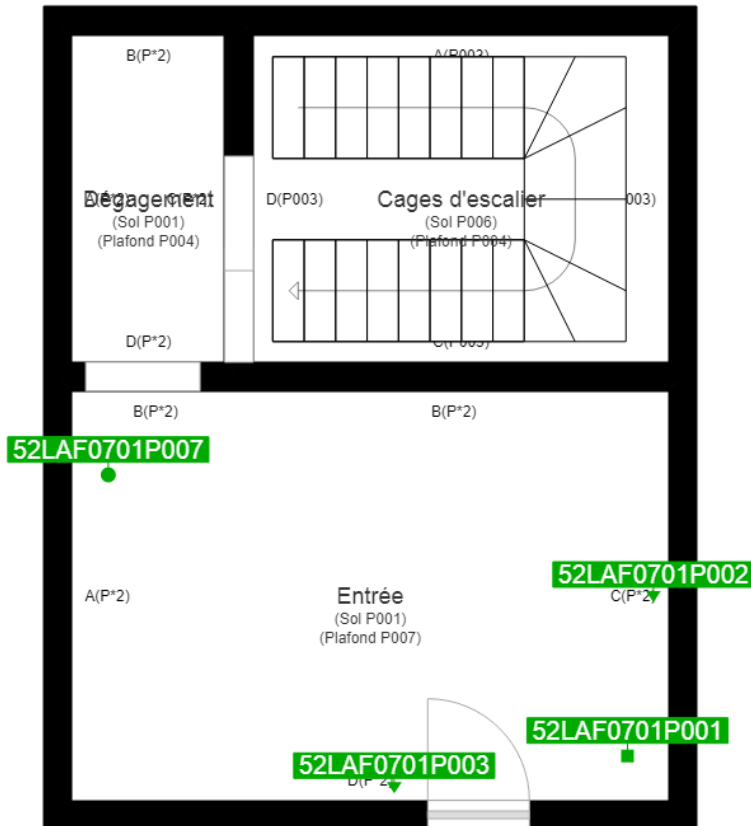 B(P*2)
A(P003)
Dégagement
(Sol P001)
(Plafond P004)
D(P003)
Cages d'escalier
(Sol P006)
(Plafond P004)
003)
D(P*2)
C(P003)
B(P*2)
B(P*2)
52LAF0701P007
52LAF0701P002
A(P*2)
Entrée
C(P*2)
(Sol P001)
(Plafond P007)
52LAF0701P001
52LAF0701P003